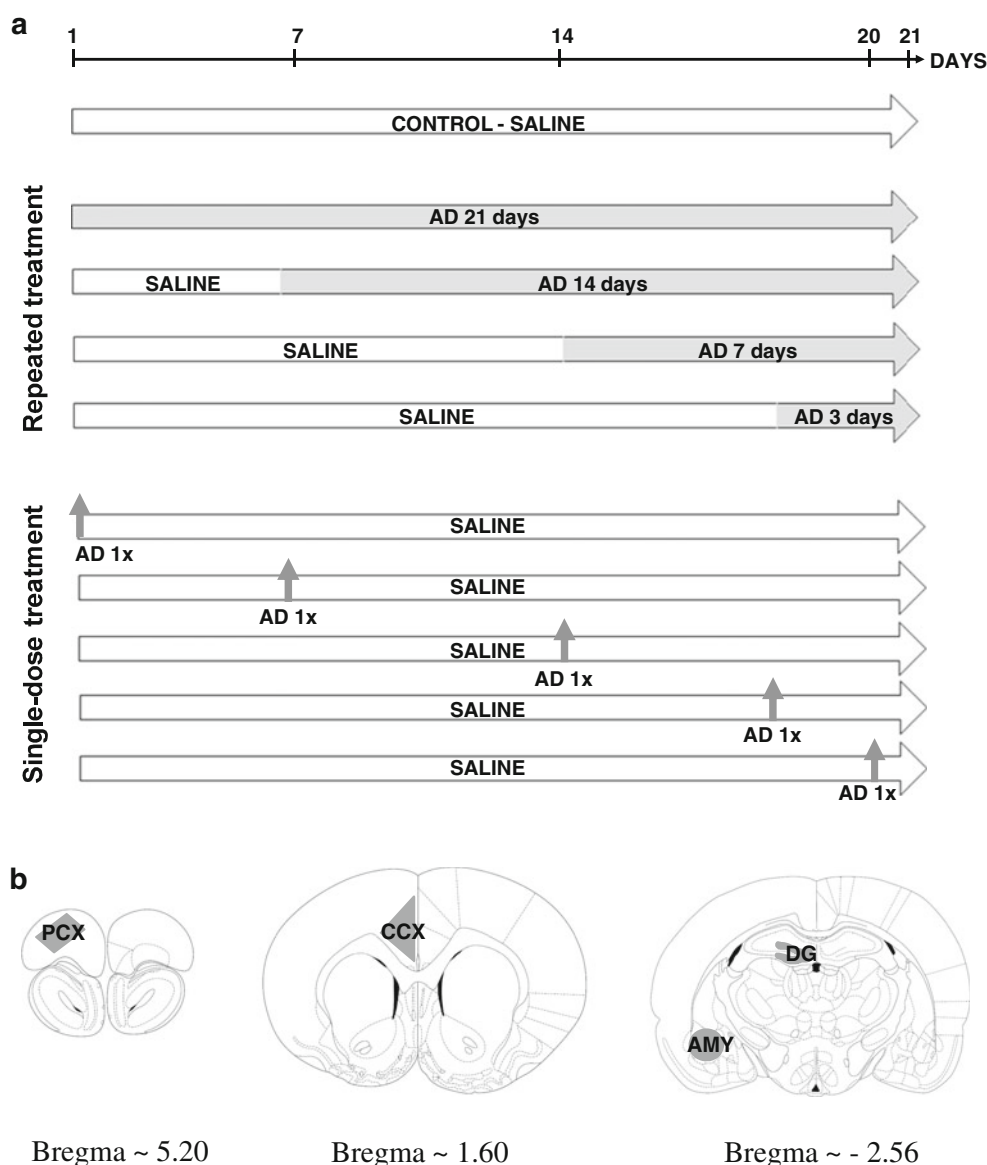 a
1 7 14 20 21
DAYS
CONTROL - SALINE
Repeated treatment
AD 21 days
SALINE AD 14 days
SALINE AD 7 days
SALINE AD 3 days
Single-dose treatment
SALINE
AD 1x
SALINE
AD 1x
SALINE
AD 1x
SALINE
AD 1x
SALINE
AD 1x
b
PCX
CCX
DG
AMY
Bregma ~ 5.20
Bregma ~ 1.60
Bregma ~ - 2.56